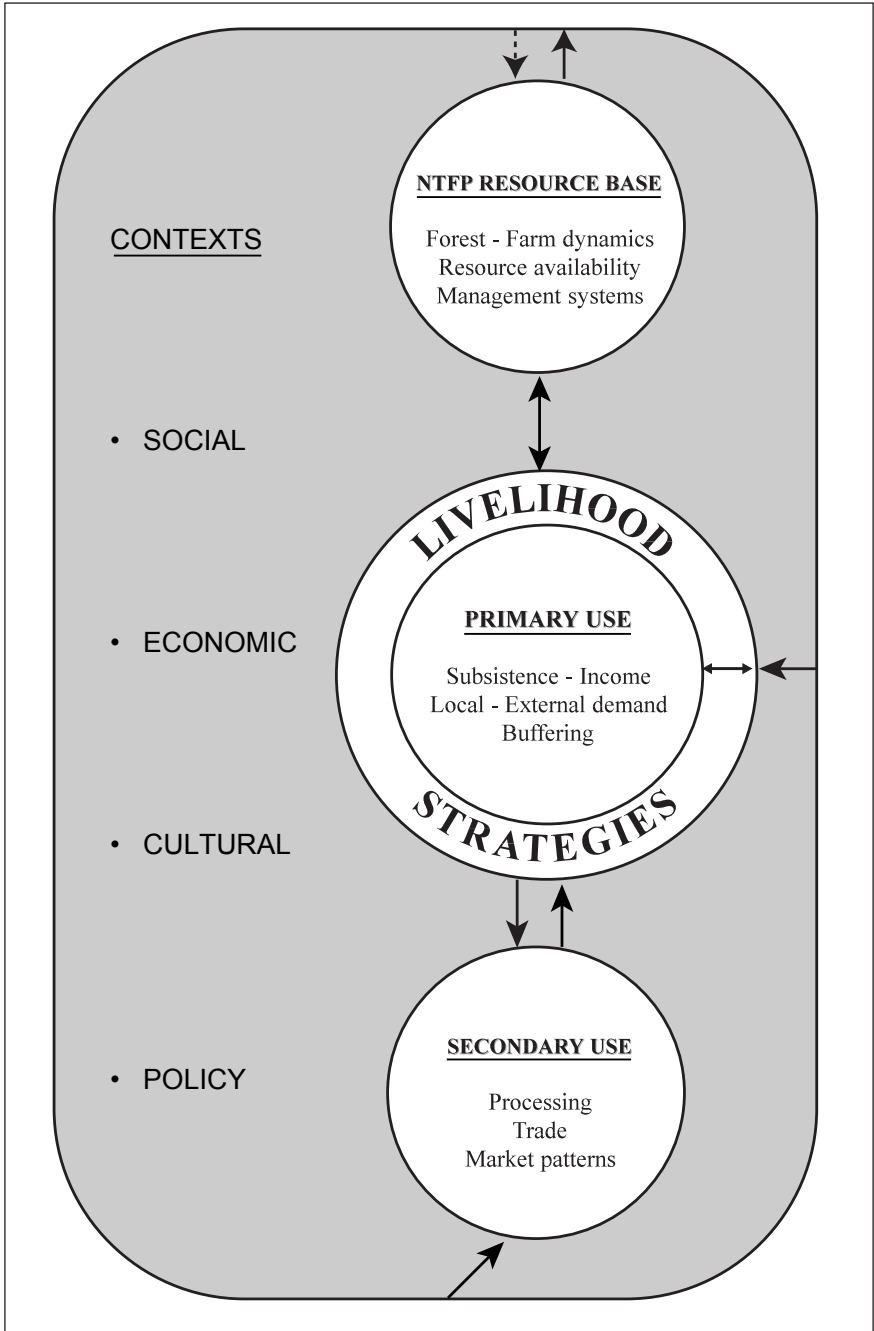 NTFP RESOURCE BASE
Forest - Farm dynamics
Resource availability
Management systems
CONTEXTS
• SOCIAL
• ECONOMIC
• CULTURAL
• POLICY
LIVELIHOOD
PRIMARY USE
Subsistence - Income
Local - External demand
Buffering
STRATEGIES
SECONDARY USE
Processing
Trade
Market patterns